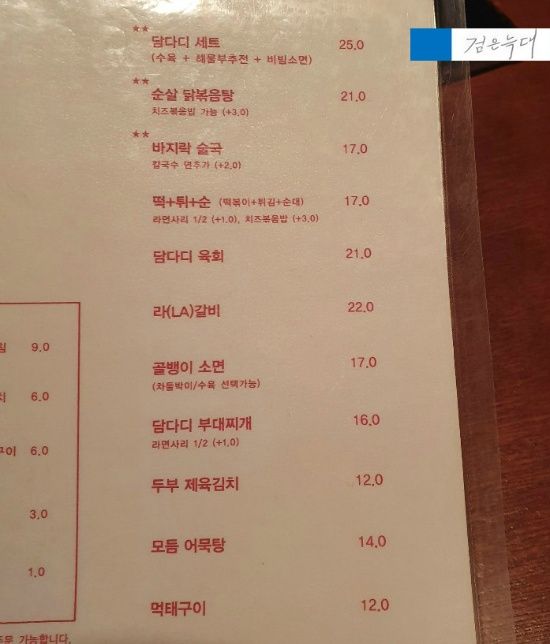 검은늑대
★★
담다디 세트 25.0
(수육 + 해물부추전 + 비빔소면)
★★
순살 닭볶음탕 21.0
치즈볶음밥 가능 (+3.0)
★★
바지락 술국 17.0
칼국수 면추가 (+2.0)
떡+튀+순 (떡볶이+튀김+순대) 17.0
라면사리 1/2 (+1.0), 치즈볶음밥 (+3.0)
담다디 육회 21.0
라(LA)갈비 22.0
골뱅이 소면 17.0
(차돌박이/수육 선택가능)
담다디 부대찌개 16.0
라면사리 1/2 (+1.0)
두부 제육김치 12.0
모듬 어묵탕 14.0
먹태구이 12.0
9.0
6.0
구이 6.0
3.0
1.0
가능합니다.